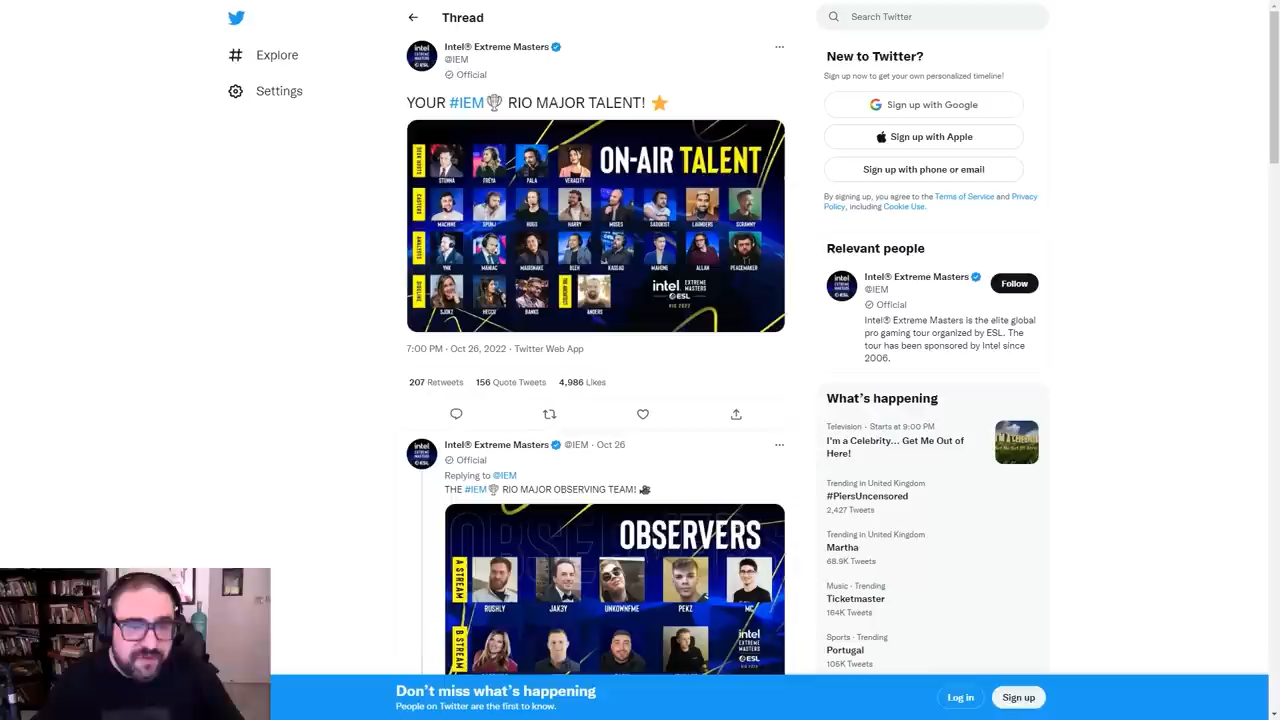 Explore
Settings
Thread
Intel® Extreme Masters
@IEM
Official
YOUR #IEM🏆 RIO MAJOR TALENT! ⭐
ON-AIR TALENT
DESK HOSTS
STUNNA FREYA PALA VERACITY
CASTERS
MACHINE SPUNJ HUGO HARRY MOSES SADOKIST LAUNDERS SCRAWNY
ANALYSTS
YNK MANIAC MAUISNAKE BLEH KASSAD MAHONE ALLAN PEACEMAKER
SIDELINE
SJOKZ HECCU BANKS
ANDERS
intel
EXTREME
MASTERS
ESL
RIO 2022
7:00 PM · Oct 26, 2022 · Twitter Web App
207 Retweets 156 Quote Tweets 4,986 Likes
Intel® Extreme Masters @IEM · Oct 26
Official
Replying to @IEM
THE #IEM🏆 RIO MAJOR OBSERVING TEAM! 🎥
OBSERVERS
A STREAM
RUSHLY JAK3Y UNKOWNFME PEKZ MC
B STREAM
intel
EXTREME
MASTERS
ESL
Search Twitter
New to Twitter?
Sign up now to get your own personalized timeline!
Sign up with Google
Sign up with Apple
Sign up with phone or email
By signing up, you agree to the Terms of Service and Privacy
Policy, including Cookie Use.
Relevant people
Intel® Extreme Masters
@IEM
Follow
Official
Intel® Extreme Masters is the elite global
pro gaming tour organized by ESL. The
tour has been sponsored by Intel since
2006.
What's happening
Television · Starts at 9:00 PM
I'm a Celebrity... Get Me Out of
Here!
Trending in United Kingdom
#PiersUncensored
2,427 Tweets
Trending in United Kingdom
Martha
68.9K Tweets
Music · Trending
Ticketmaster
164K Tweets
Sports · Trending
Portugal
105K Tweets
Don't miss what's happening
People on Twitter are the first to know.
Log in
Sign up